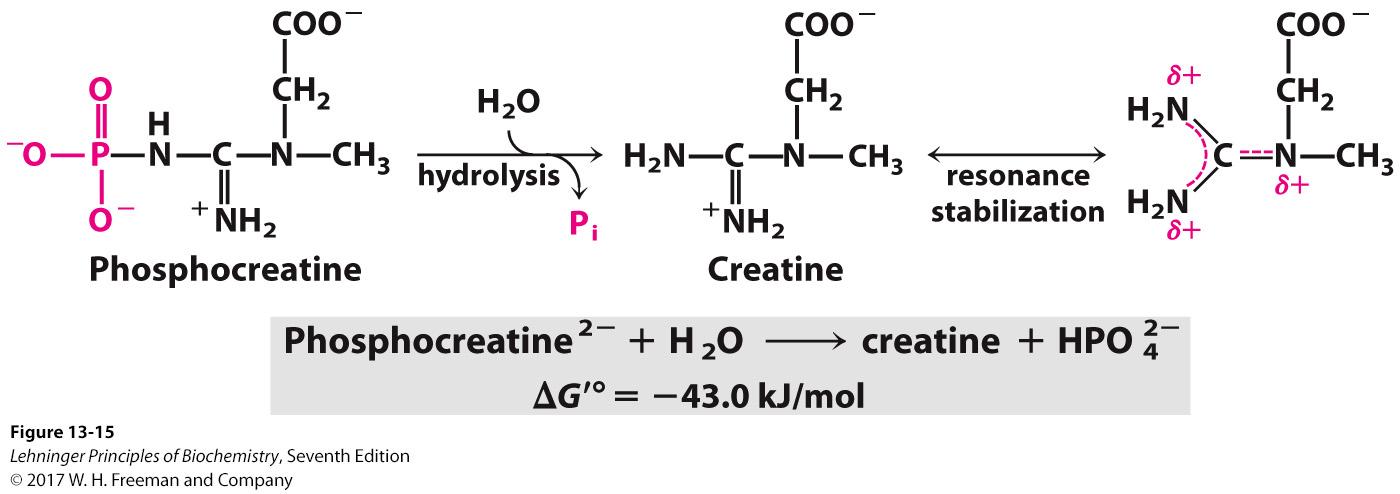 COO⁻ COO⁻ COO⁻
O CH₂ H₂O CH₂ δ+ H₂N CH₂
H
⁻O—P—N—C—N—CH₃ hydrolysis H₂N—C—N—CH₃ resonance stabilization C N—CH₃
O⁻ ⁺NH₂ Pᵢ ⁺NH₂ H₂N δ+ δ+
Phosphocreatine Creatine
Phosphocreatine²⁻ + H₂O ⟶ creatine + HPO₄²⁻
ΔG′° = −43.0 kJ/mol
Figure 13-15
Lehninger Principles of Biochemistry, Seventh Edition
© 2017 W. H. Freeman and Company